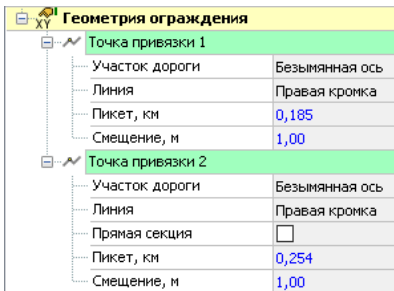 Геометрия ограждения
Точка привязки 1
Участок дороги Безымянная ось
Линия Правая кромка
Пикет, км 0,185
Смещение, м 1,00
Точка привязки 2
Участок дороги Безымянная ось
Линия Правая кромка
Прямая секция
Пикет, км 0,254
Смещение, м 1,00